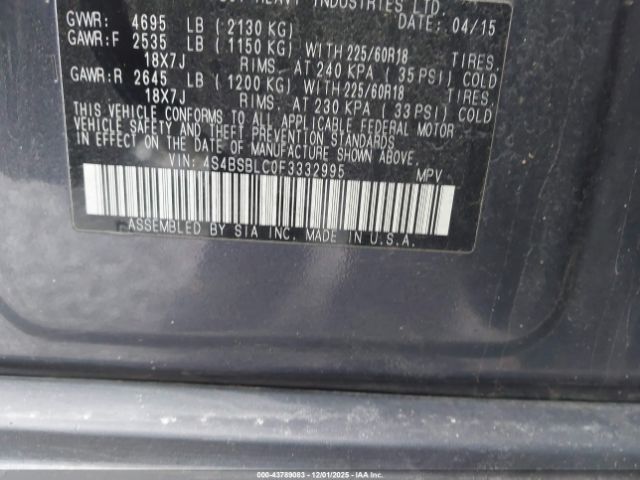 HEAVY INDUSTRIES LTD.
DATE: 04/15
GVWR: 4695 LB (2130 KG)
GAWR:F 2535 LB (1150 KG) WITH 225/60R18 TIRES,
18X7J RIMS, AT 240 KPA (35 PSI) COLD
GAWR:R 2645 LB (1200 KG) WITH 225/60R18 TIRES,
18X7J RIMS, AT 230 KPA (33 PSI) COLD
THIS VEHICLE CONFORMS TO ALL APPLICABLE FEDERAL MOTOR
VEHICLE SAFETY AND THEFT PREVENTION STANDARDS
IN EFFECT ON THE DATE OF MANUFACTURE SHOWN ABOVE.
VIN: 4S4BSBLC0F3332995 MPV
ASSEMBLED BY SIA INC. MADE IN U.S.A.
000-43789083 - 12/01/2025 - IAAI.COM